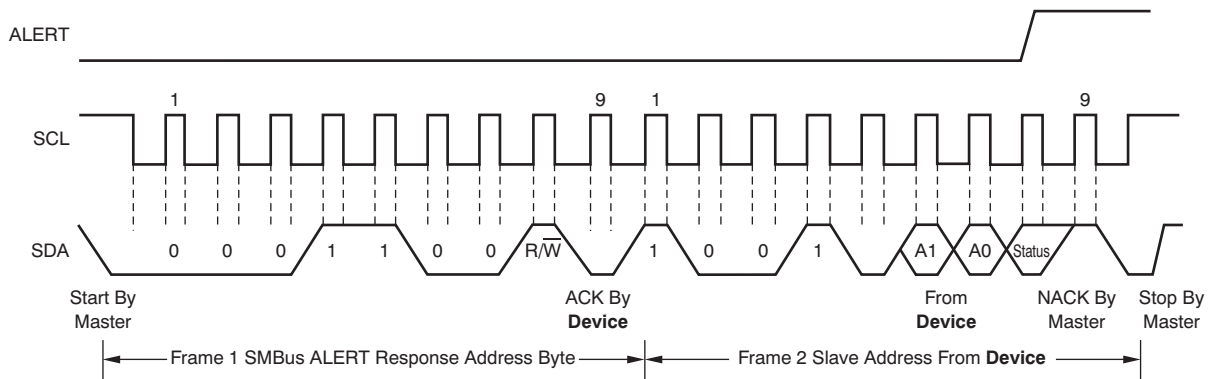 ALERT
1 9 1 9
SCL
SDA 0 0 0 1 1 0 0 R/W 1 0 0 1 A1 A0 Status
Start By
Master
ACK By
Device
From
Device
NACK By
Master
Stop By
Master
Frame 1 SMBus ALERT Response Address Byte
Frame 2 Slave Address From Device